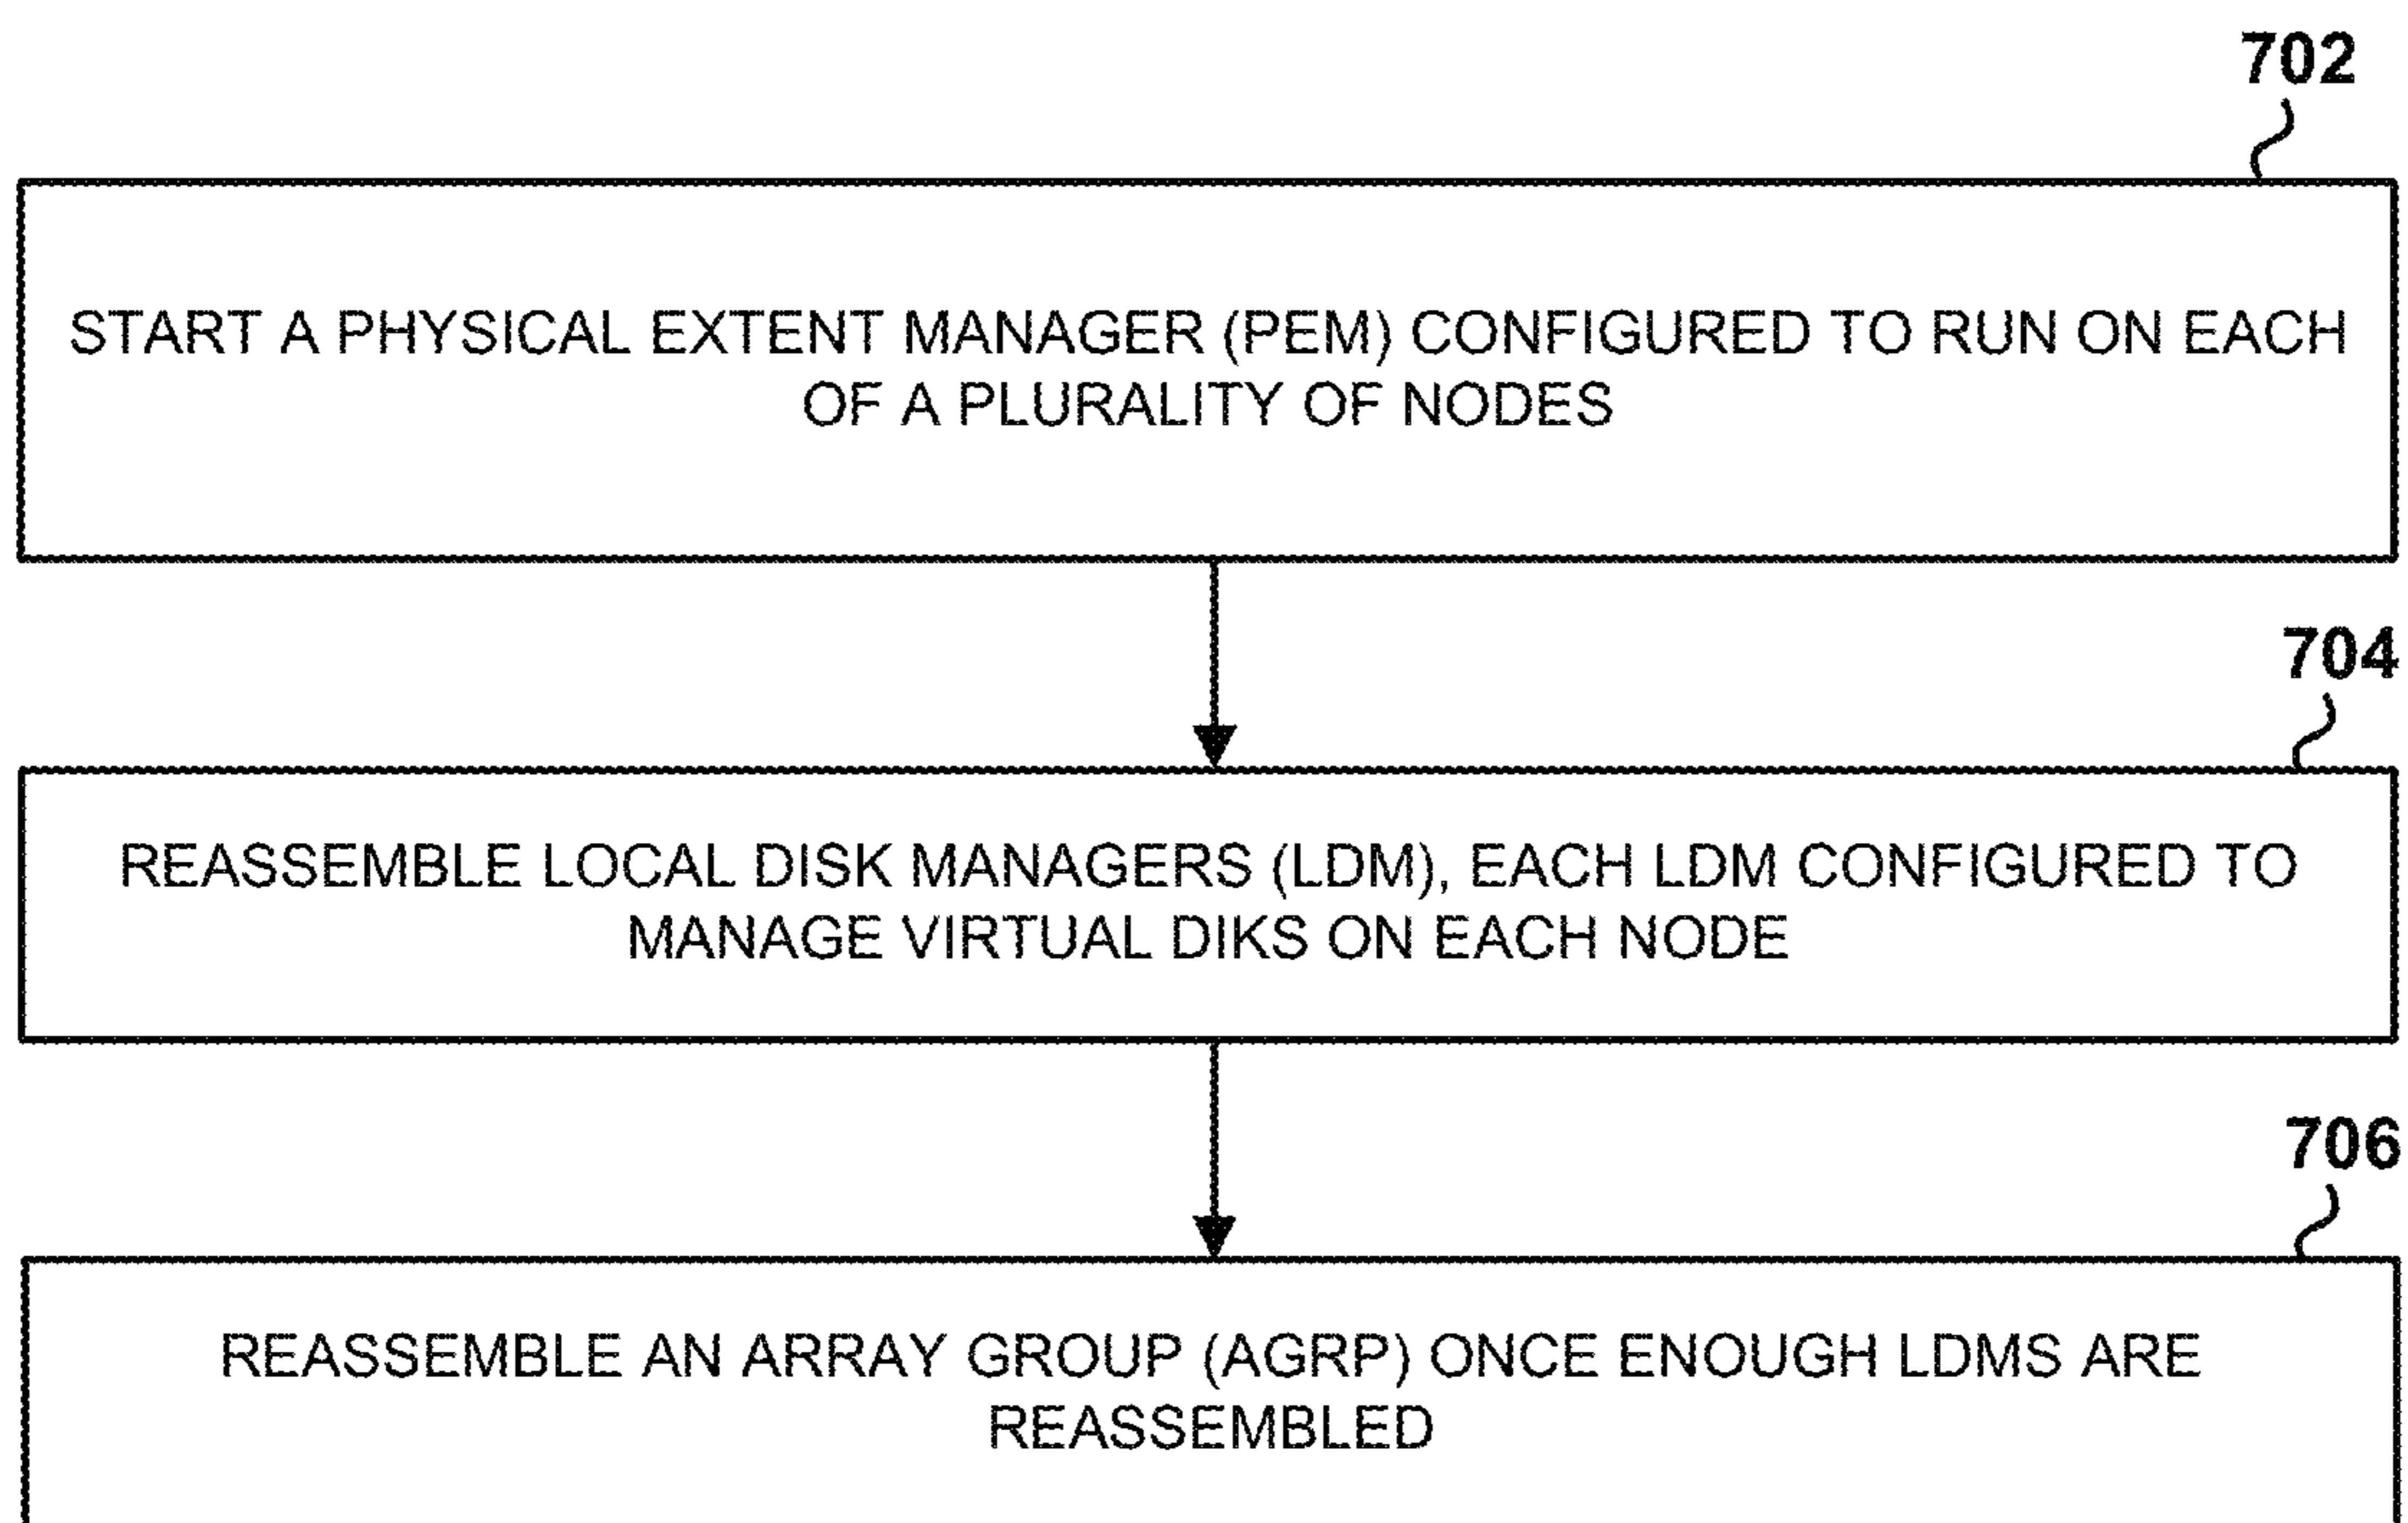 702
START A PHYSICAL EXTENT MANAGER (PEM) CONFIGURED TO RUN ON EACH
OF A PLURALITY OF NODES
704
REASSEMBLE LOCAL DISK MANAGERS (LDM), EACH LDM CONFIGURED TO
MANAGE VIRTUAL DIKS ON EACH NODE
706
REASSEMBLE AN ARRAY GROUP (AGRP) ONCE ENOUGH LDMS ARE
REASSEMBLED